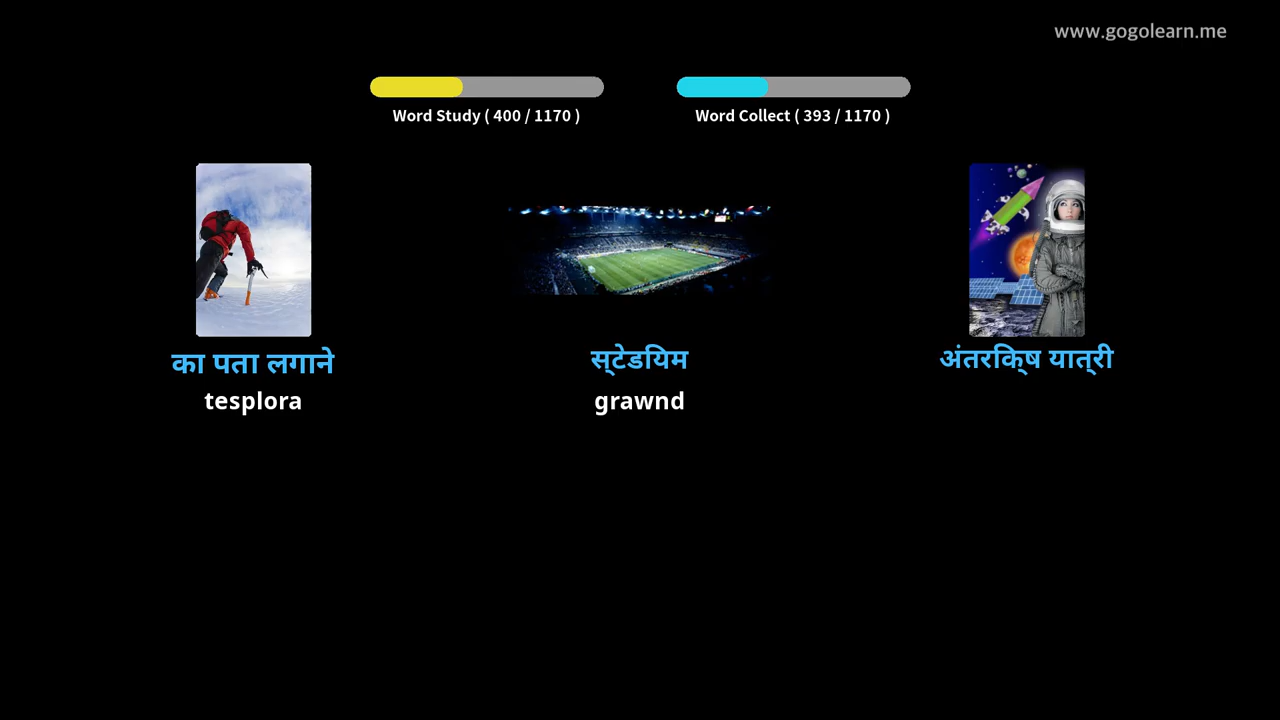 www.gogolearn.me
Word Study ( 400 / 1170 )
Word Collect ( 393 / 1170 )
का पता लगाने
स्टेडियम
अंतरिक्ष यात्री
tesplora
grawnd